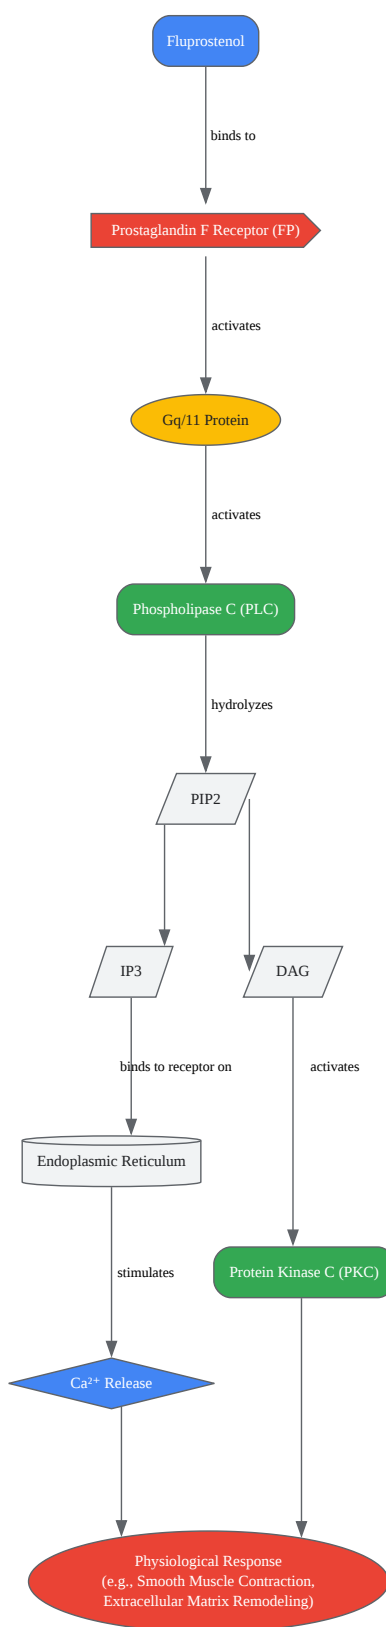 Fluprostenol
binds to
Prostaglandin F Receptor (FP)
activates
Gq/11 Protein
activates
Phospholipase C (PLC)
hydrolyzes
PIP2
IP3
DAG
binds to receptor on
activates
Endoplasmic Reticulum
stimulates
Protein Kinase C (PKC)
Ca²⁺ Release
Physiological Response
(e.g., Smooth Muscle Contraction,
Extracellular Matrix Remodeling)